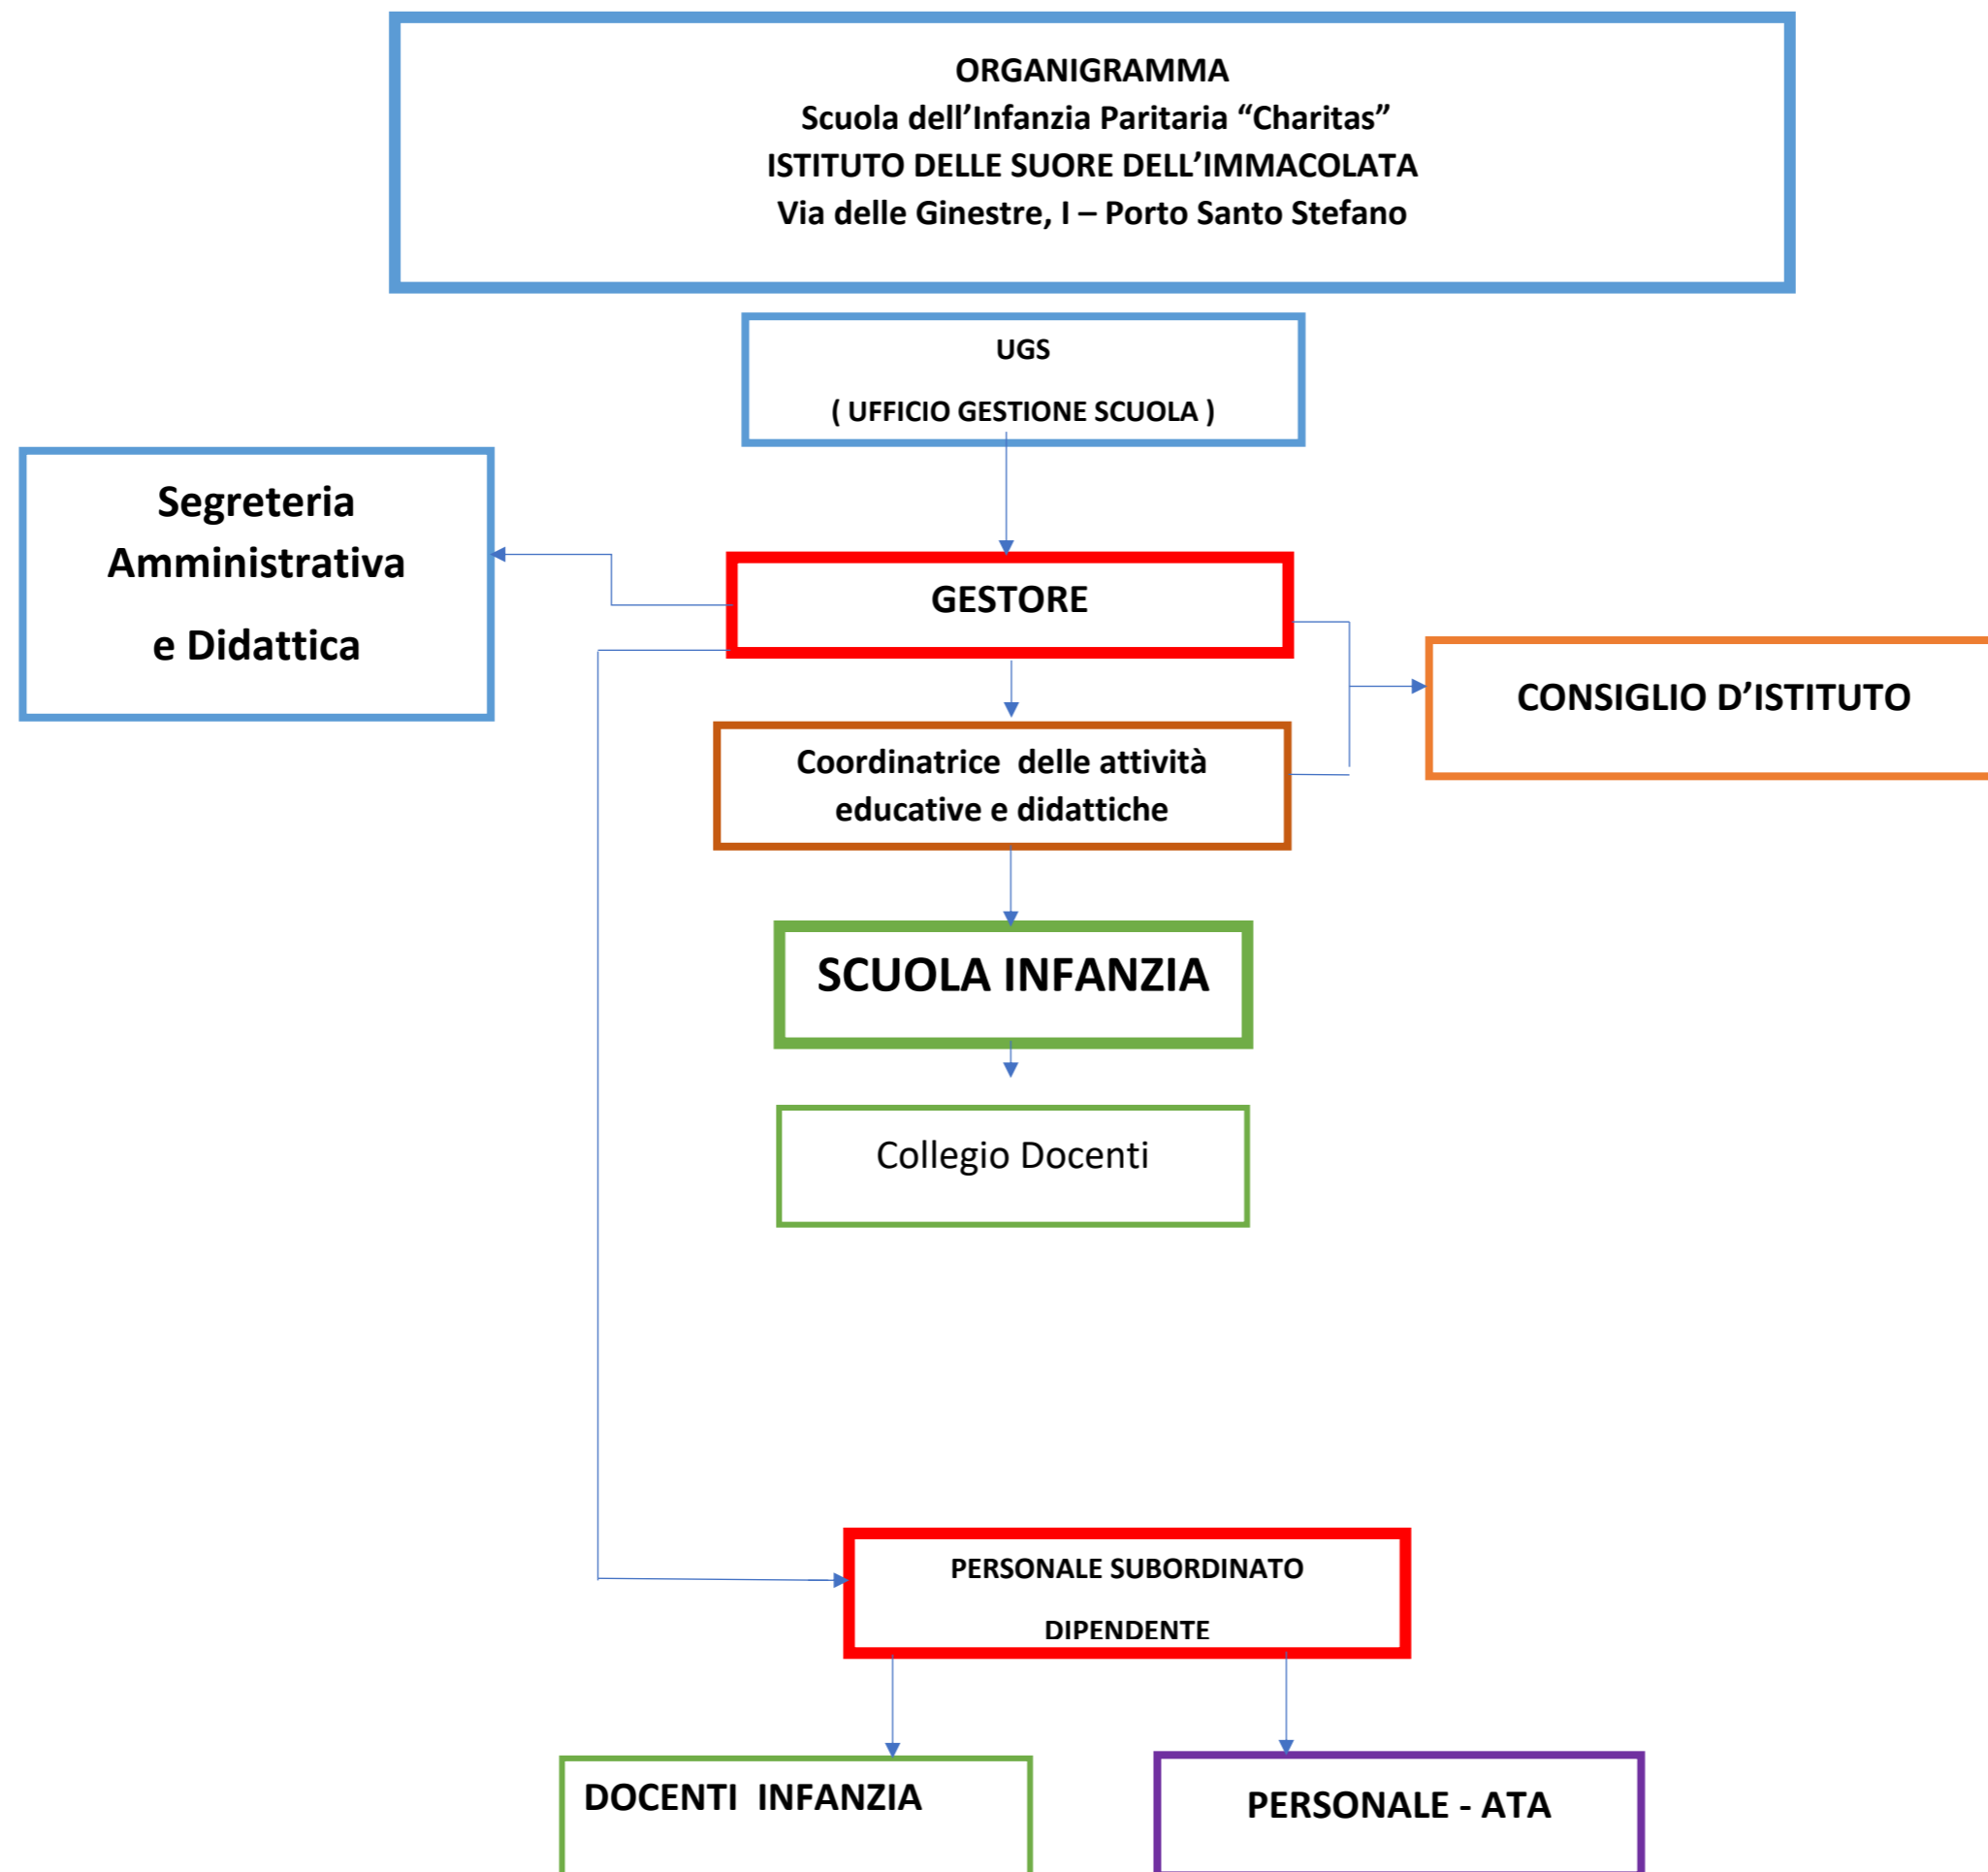 ORGANIGRAMMA
Scuola dell’Infanzia Paritaria “Charitas”
ISTITUTO DELLE SUORE DELL’IMMACOLATA
Via delle Ginestre, I – Porto Santo Stefano
UGS
( UFFICIO GESTIONE SCUOLA )
Segreteria
Amministrativa
e Didattica
GESTORE
CONSIGLIO D’ISTITUTO
Coordinatrice delle attività
educative e didattiche
SCUOLA INFANZIA
Collegio Docenti
PERSONALE SUBORDINATO
DIPENDENTE
DOCENTI INFANZIA
PERSONALE - ATA